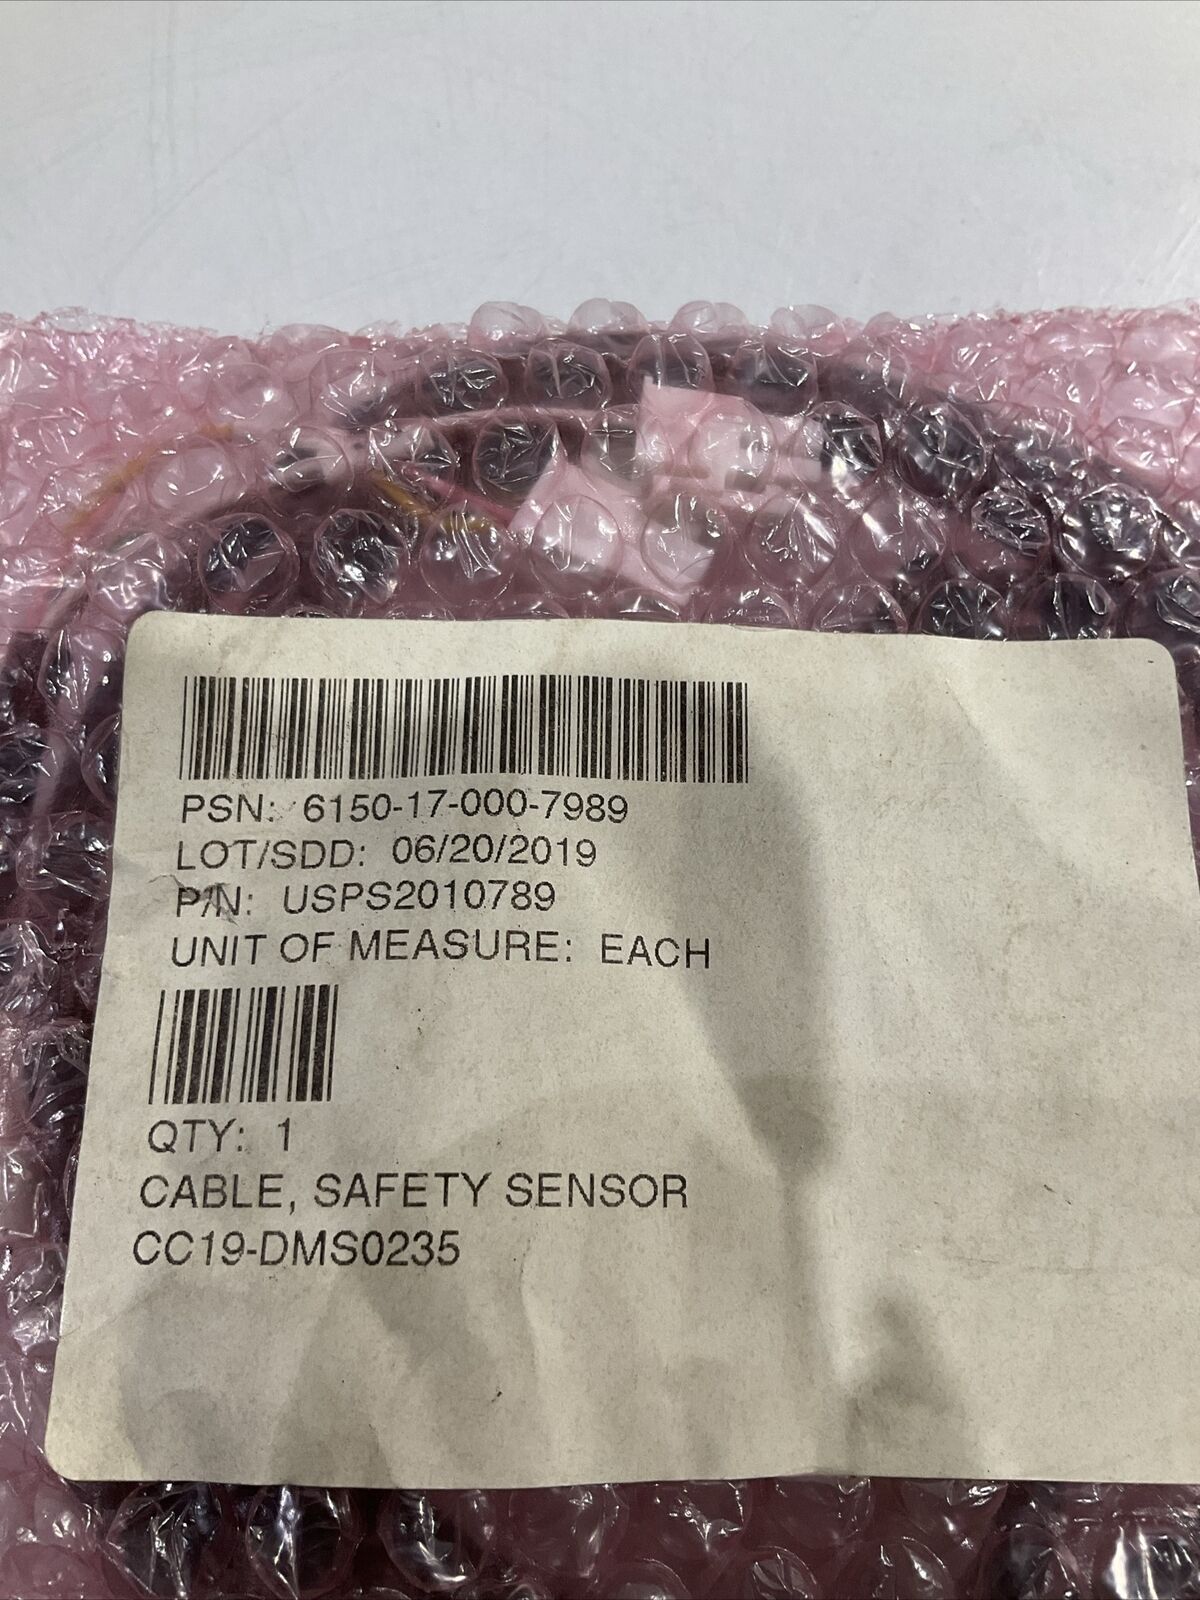 PSN: 6150-17-000-7989
LOT/SDD: 06/20/2019
P/N: USPS2010789
UNIT OF MEASURE: EACH
QTY: 1
CABLE, SAFETY SENSOR
CC19-DMS0235